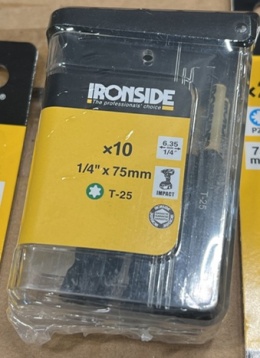 IRONSIDE
The professionals' choice
×10
6.35
1/4"
1/4" x 75mm
IMPACT
T-25
T-25